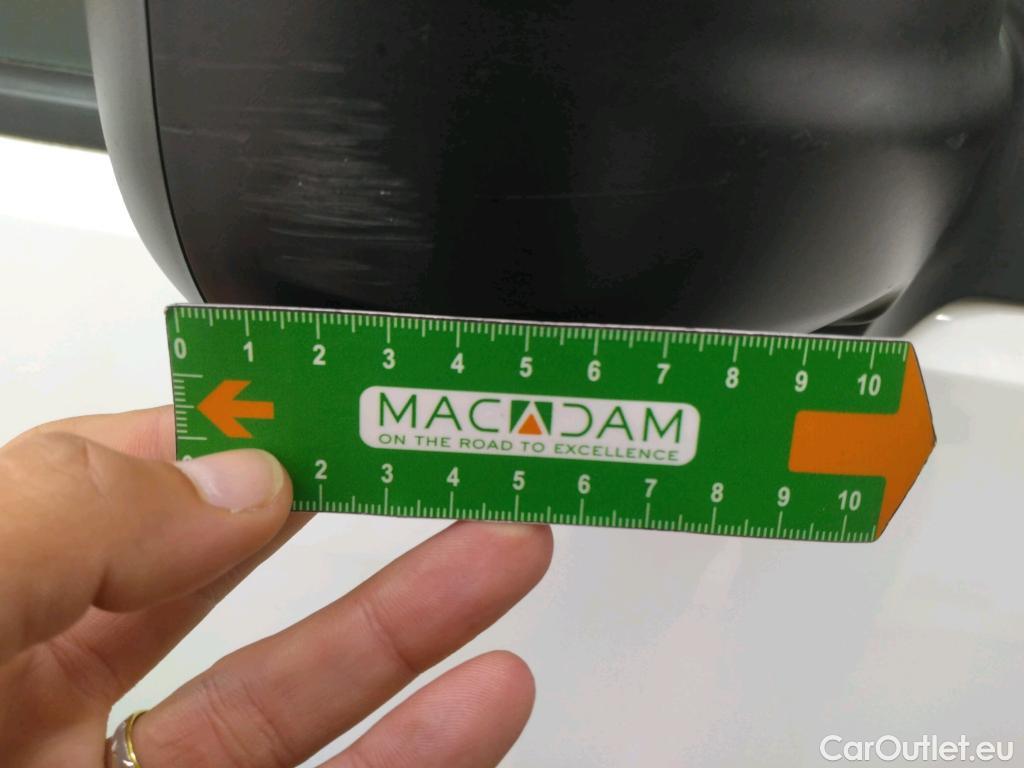 0 1 2 3 4 5 6 7 8 9 10
MACADAM
ON THE ROAD TO EXCELLENCE
2 3 4 5 6 7 8 9 10
CarOutlet.eu